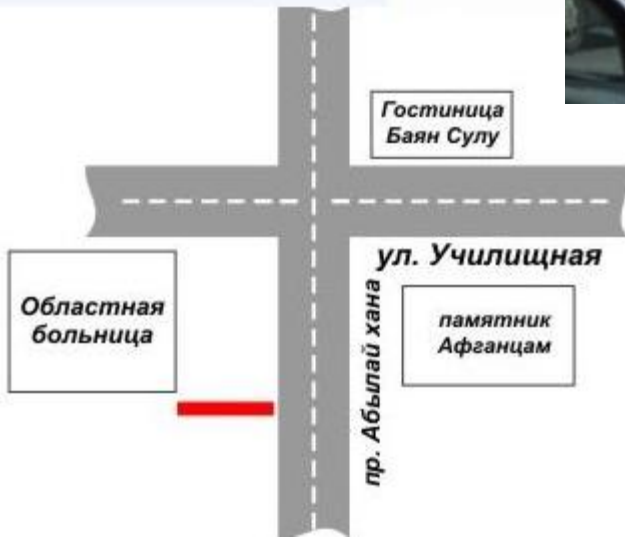 Гостиница
Баян Сулу
ул. Училищная
Областная
больница
памятник
Афганцам
пр. Абылай хана